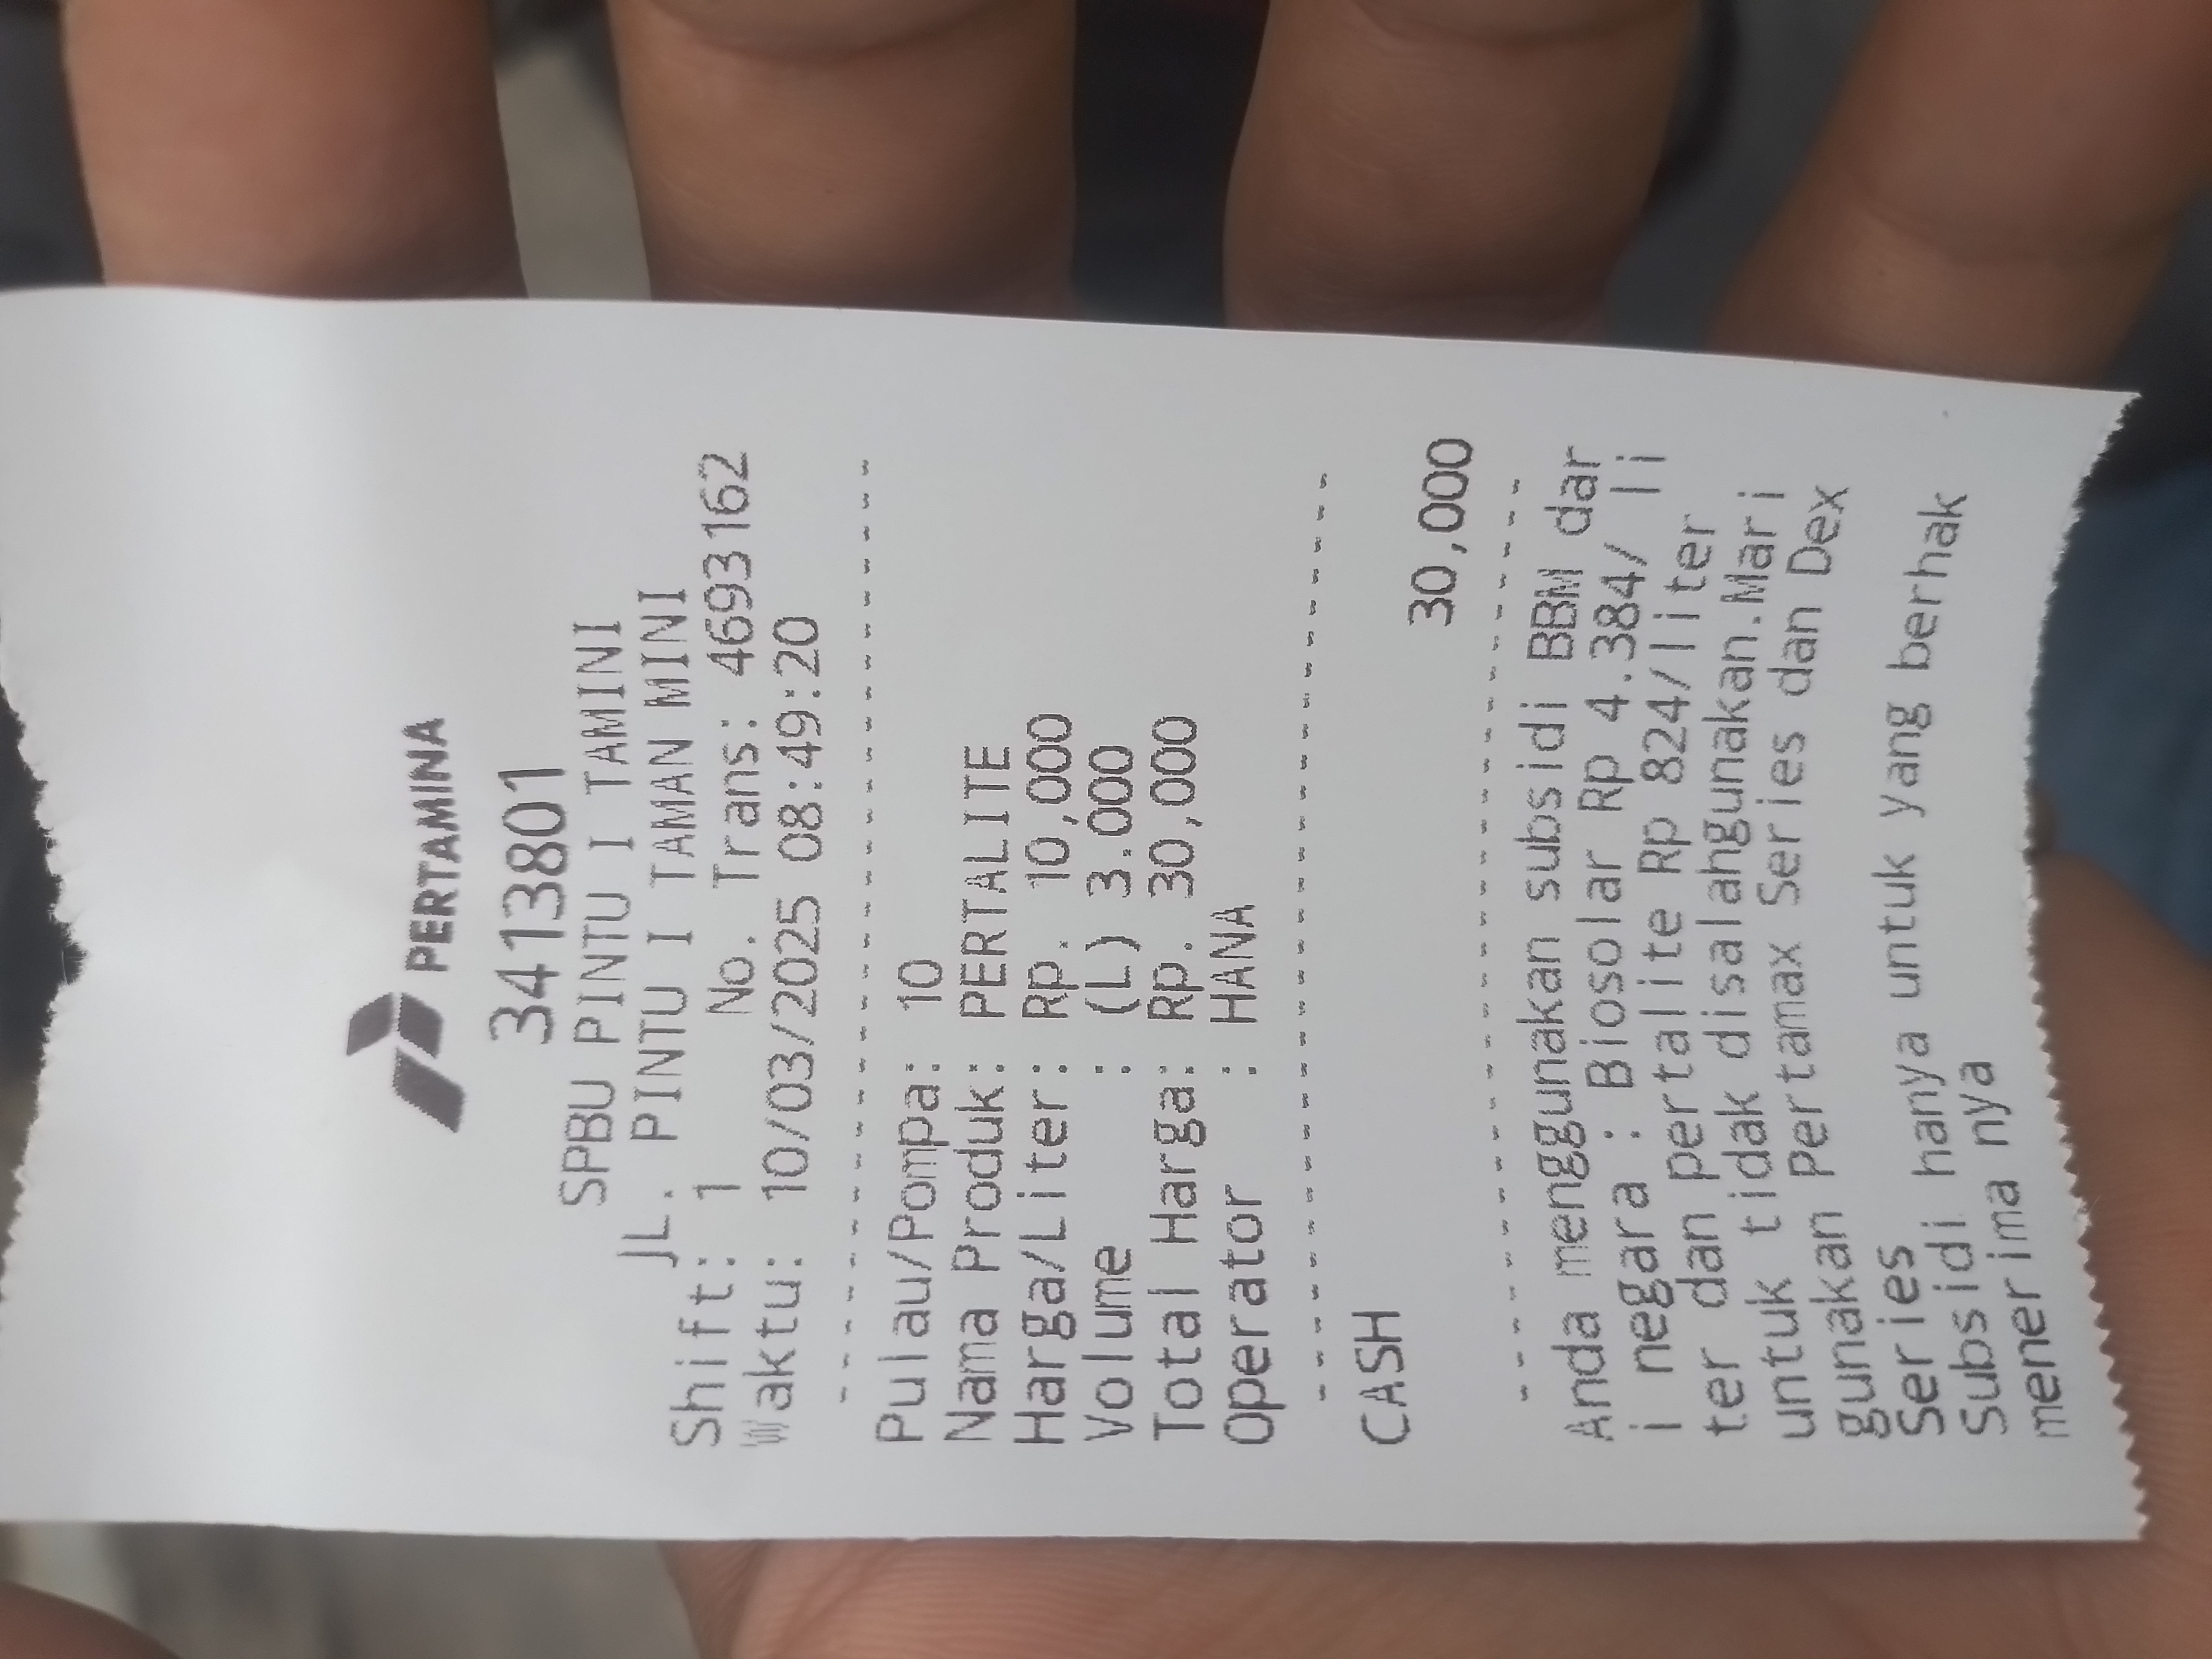 PERTAMINA
3413801
SPBU PINTU I TAMINI
JL. PINTU I TAMAN MINI
Shift: 1 No. Trans: 4693162
Waktu: 10/03/2025 08:49:20
----------------------------------------
Pulau/Pompa: 10
Nama Produk: PERTALITE
Harga/Liter: Rp. 10,000
Volume : (L) 3.000
Total Harga: Rp. 30,000
Operator : HANA
----------------------------------------
CASH 30,000
----------------------------------------
Anda menggunakan subsidi BBM dar
i negara : Biosolar Rp 4.384/ li
ter dan pertalite Rp 824/liter
untuk tidak disalahgunakan.Mari
gunakan Pertamax Series dan Dex
Series
Subsidi hanya untuk yang berhak
menerima nya